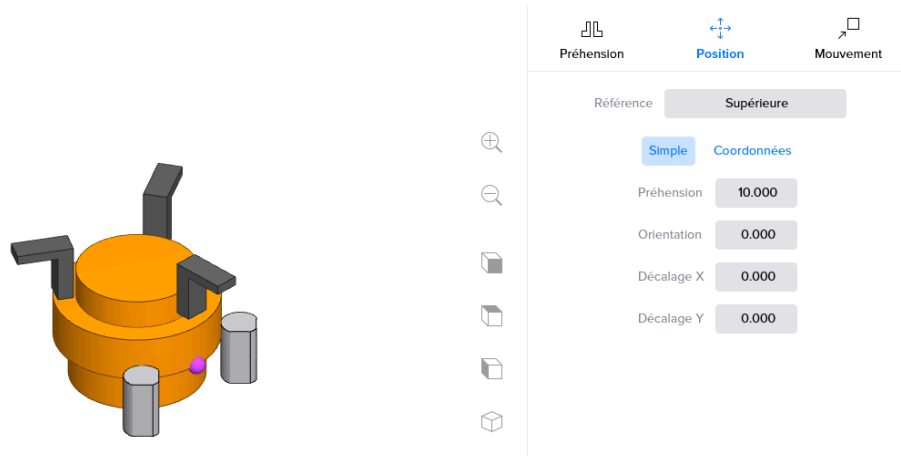 Préhension
Position
Mouvement
Référence
Supérieure
Simple
Coordonnées
Préhension
10.000
Orientation
0.000
Décalage X
0.000
Décalage Y
0.000